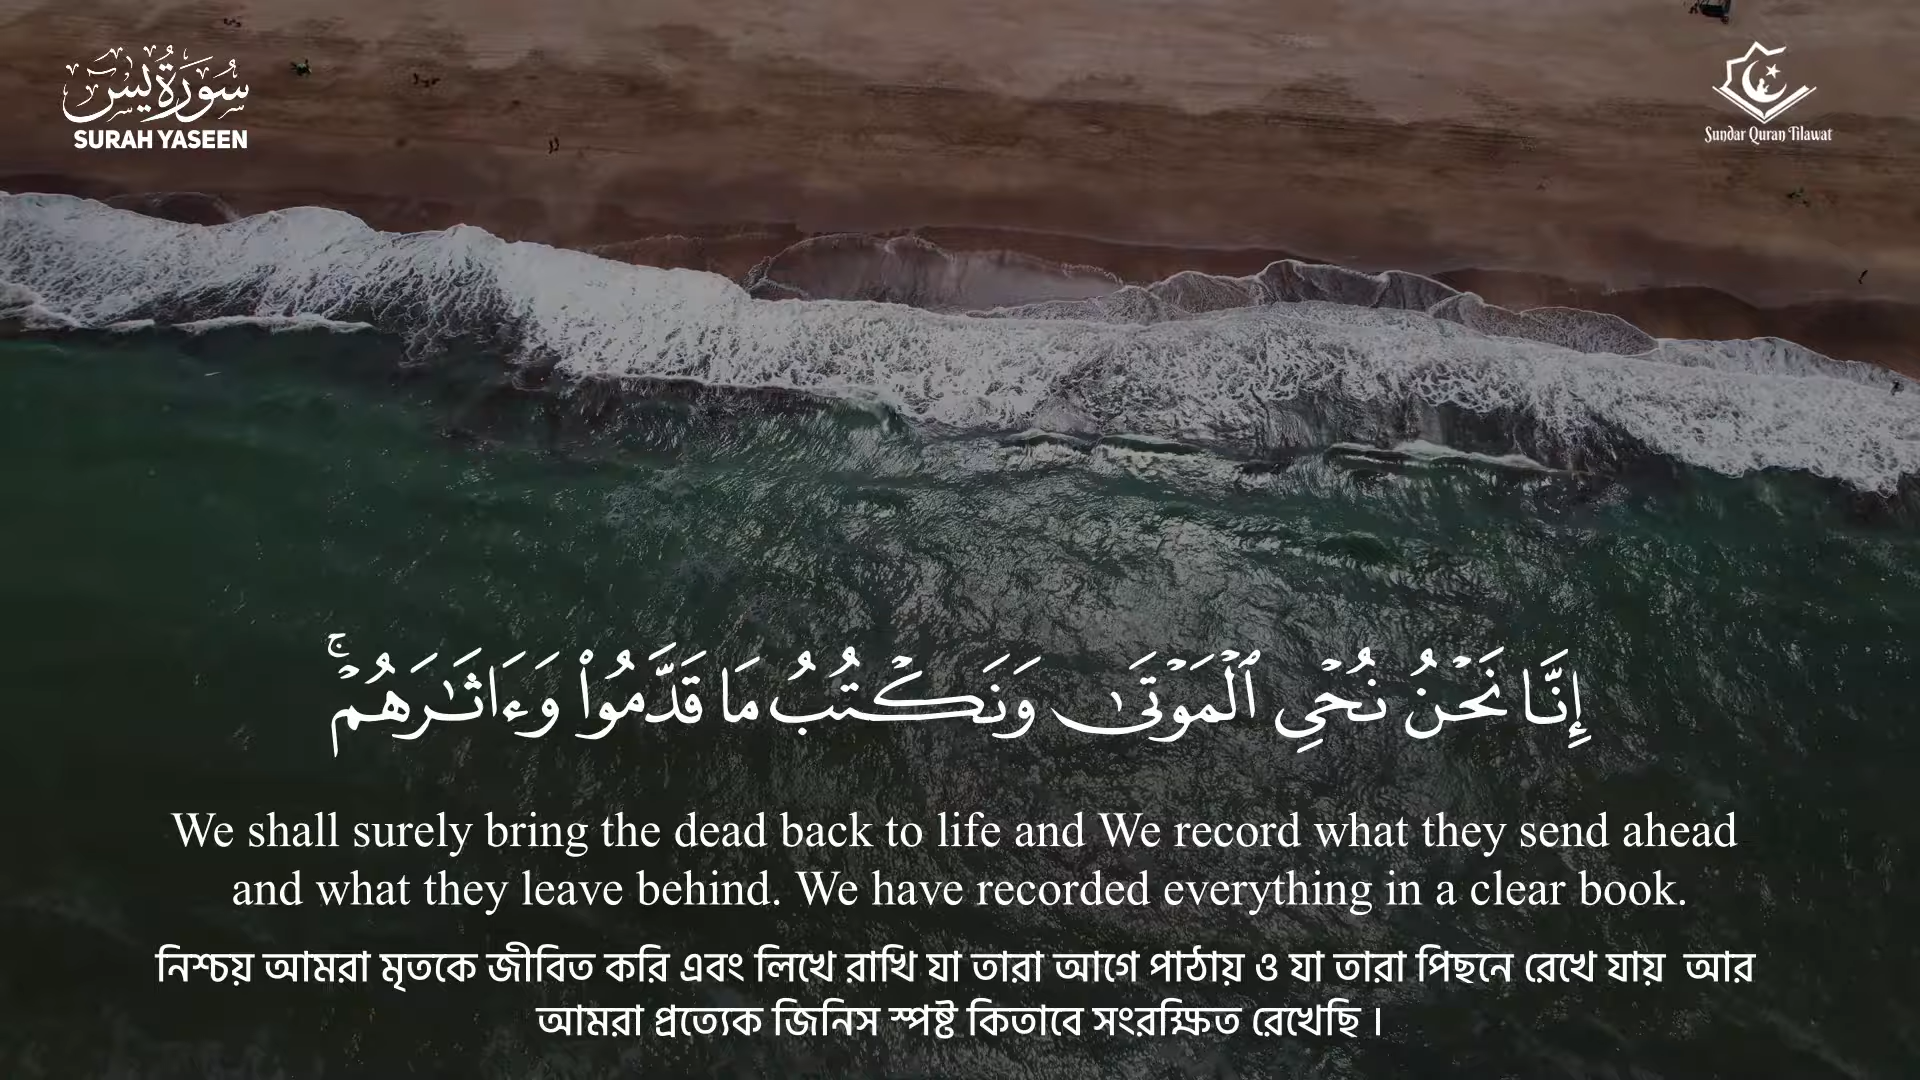 سُورَةُ يس
SURAH YASEEN
Sundar Quran Tilawat
إِنَّا نَحْنُ نُحْىِ ٱلْمَوْتَىٰ وَنَكْتُبُ مَا قَدَّمُوا۟ وَءَاثَـٰرَهُمْ ۚ
We shall surely bring the dead back to life and We record what they send ahead
and what they leave behind. We have recorded everything in a clear book.
নিশ্চয় আমরা মৃতকে জীবিত করি এবং লিখে রাখি যা তারা আগে পাঠায় ও যা তারা পিছনে রেখে যায়  আর
আমরা প্রত্যেক জিনিস স্পষ্ট কিতাবে সংরক্ষিত রেখেছি ।